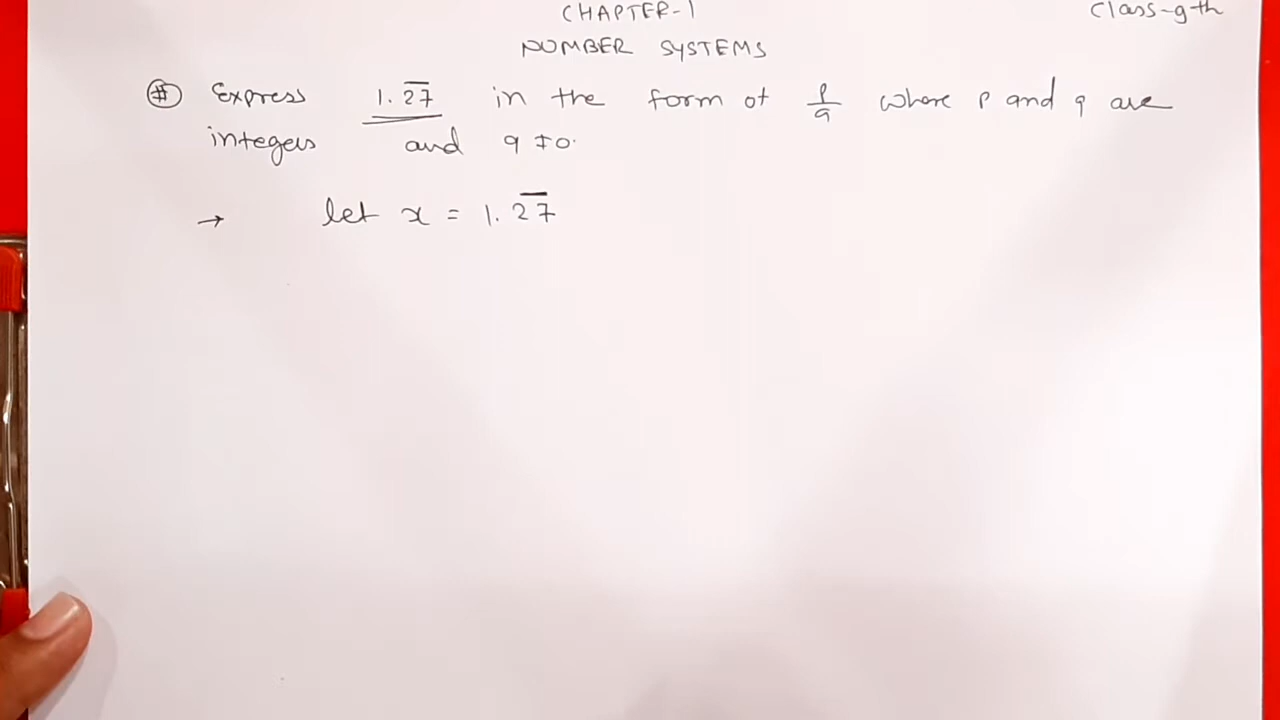 CHAPTER-1
Class-9th
NUMBER SYSTEMS
# Express 1.2̅7̅ in the form of p/q where p and q are
integers and q ≠ 0.
→ let x = 1.2̅7̅